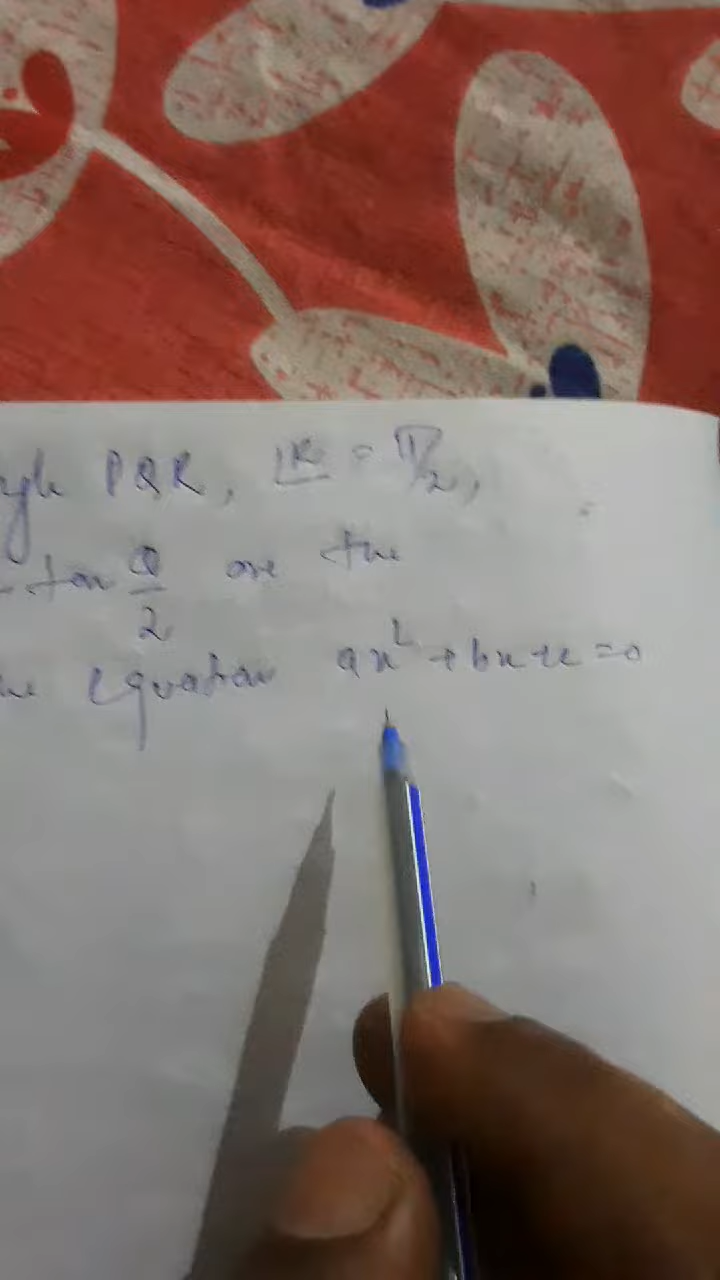 PQR, ∠R = π/2,
tan Q/2 are the
equation ax² + bx + c = 0